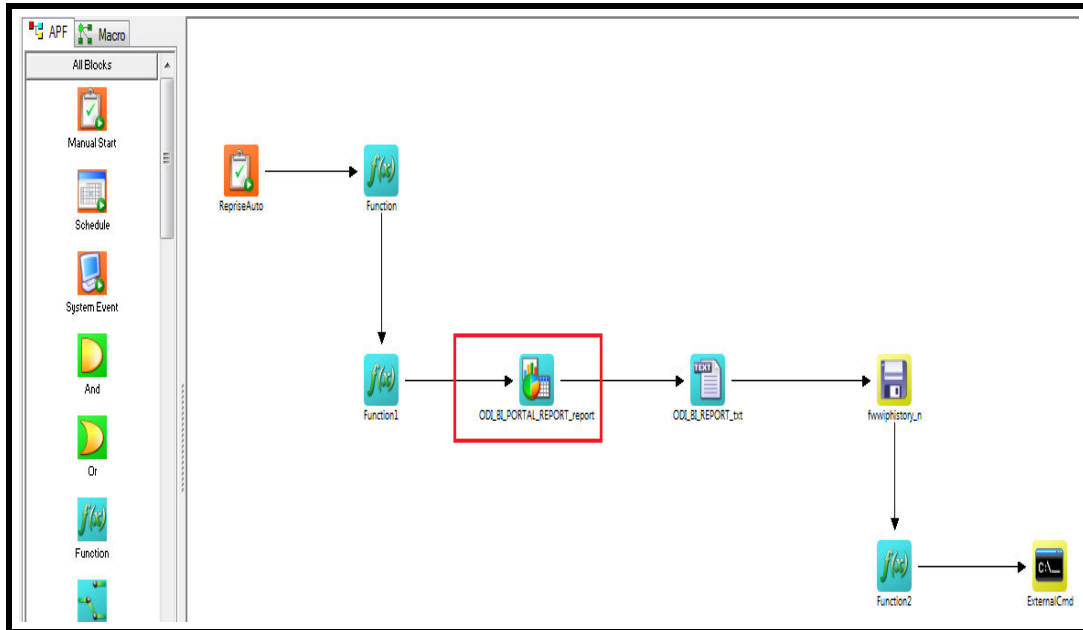 APF
Macro
All Blocks
Manual Start
Schedule
System Event
And
Or
f(x)
Function
RepriseAuto
f(x)
Function
f(x)
Function1
ODI_BI_PORTAL_REPORT_report
TEXT
ODI_BI_REPORT_txt
fwwiphistory_n
f(x)
Function2
C:\_
ExternalCmd